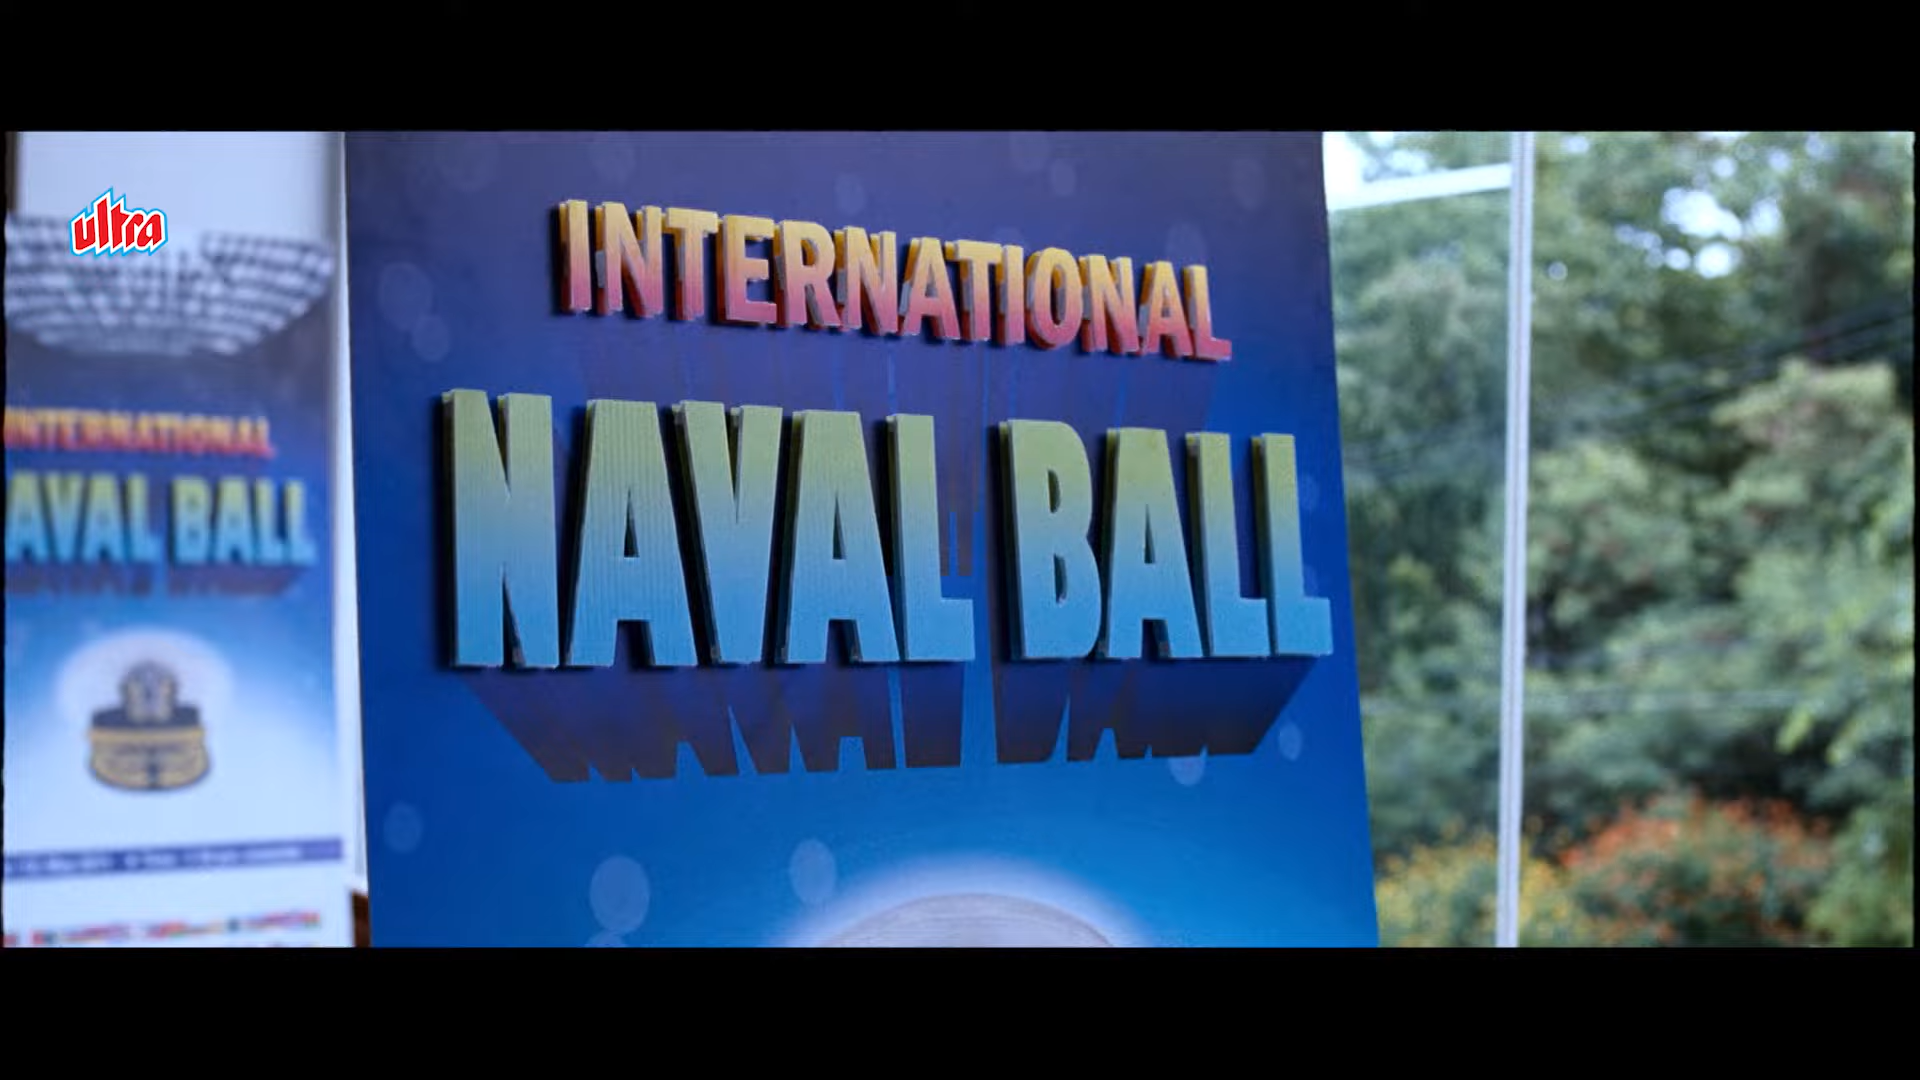 ultra
INTERNATIONAL
NAVAL BALL
INTERNATIONAL
AVAL BALL